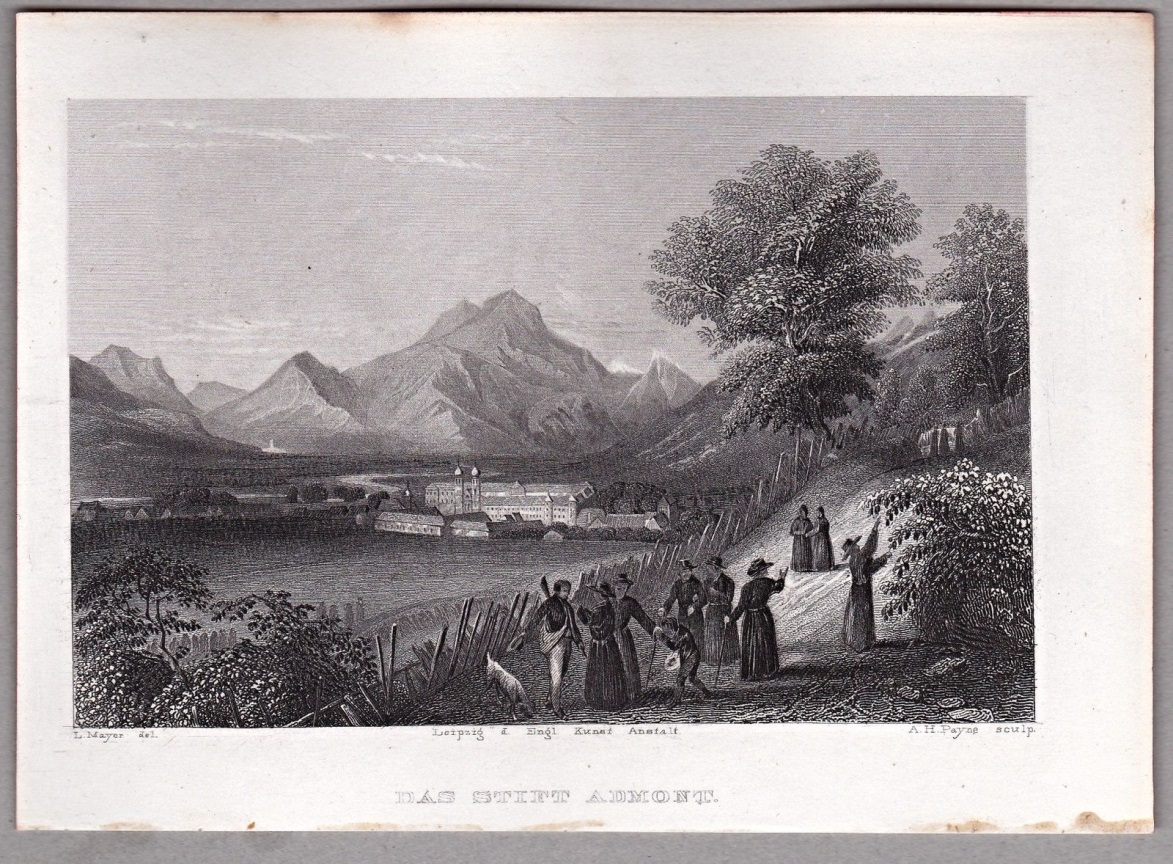 L. Mayer del.
Leipzig d. Engl Kunst Anstalt.
A.H. Payne sculp.
DAS STIFT ADMONT.